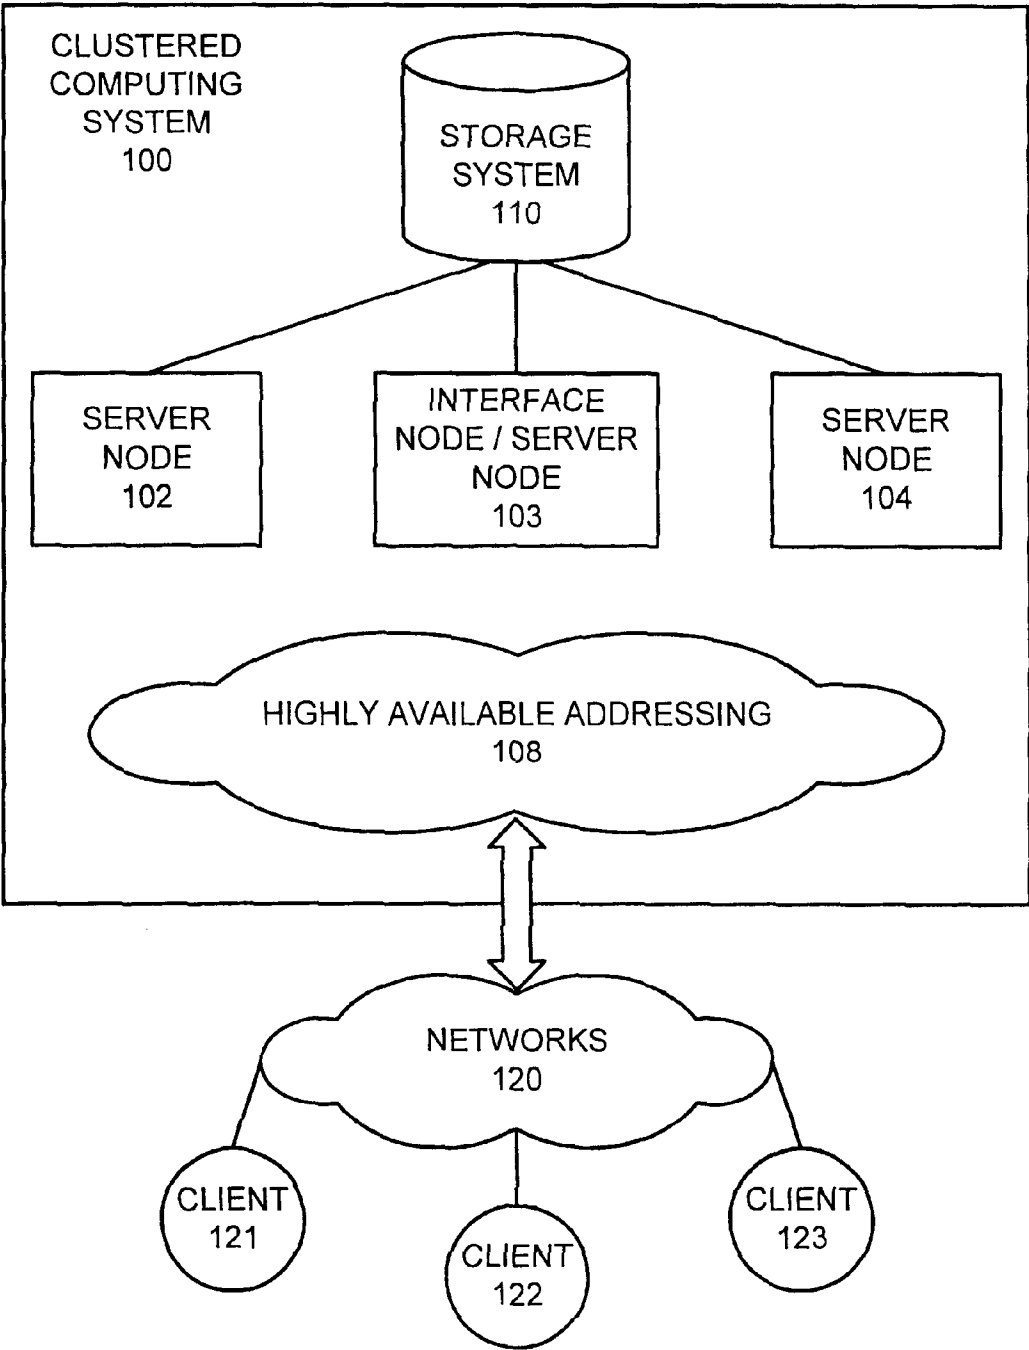 CLUSTERED
COMPUTING
SYSTEM
100
STORAGE
SYSTEM
110
SERVER
NODE
102
INTERFACE
NODE / SERVER
NODE
103
SERVER
NODE
104
HIGHLY AVAILABLE ADDRESSING
108
NETWORKS
120
CLIENT
121
CLIENT
122
CLIENT
123